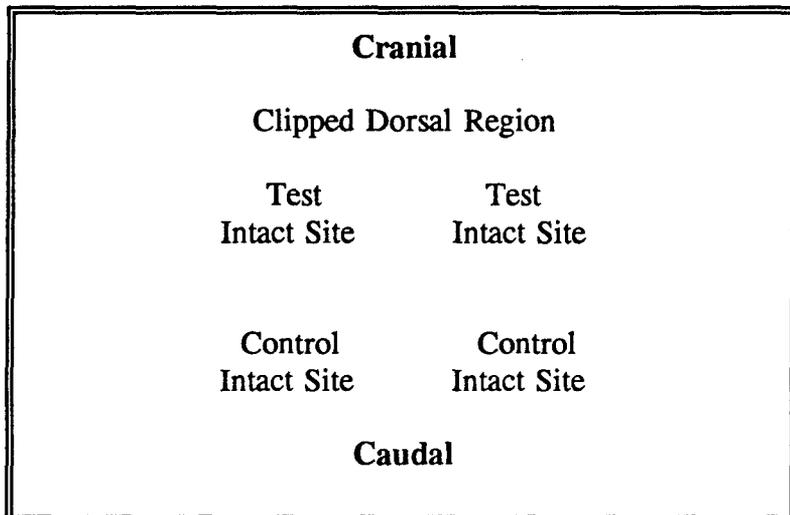 Cranial
Clipped Dorsal Region
Test Test
Intact Site Intact Site
Control Control
Intact Site Intact Site
Caudal